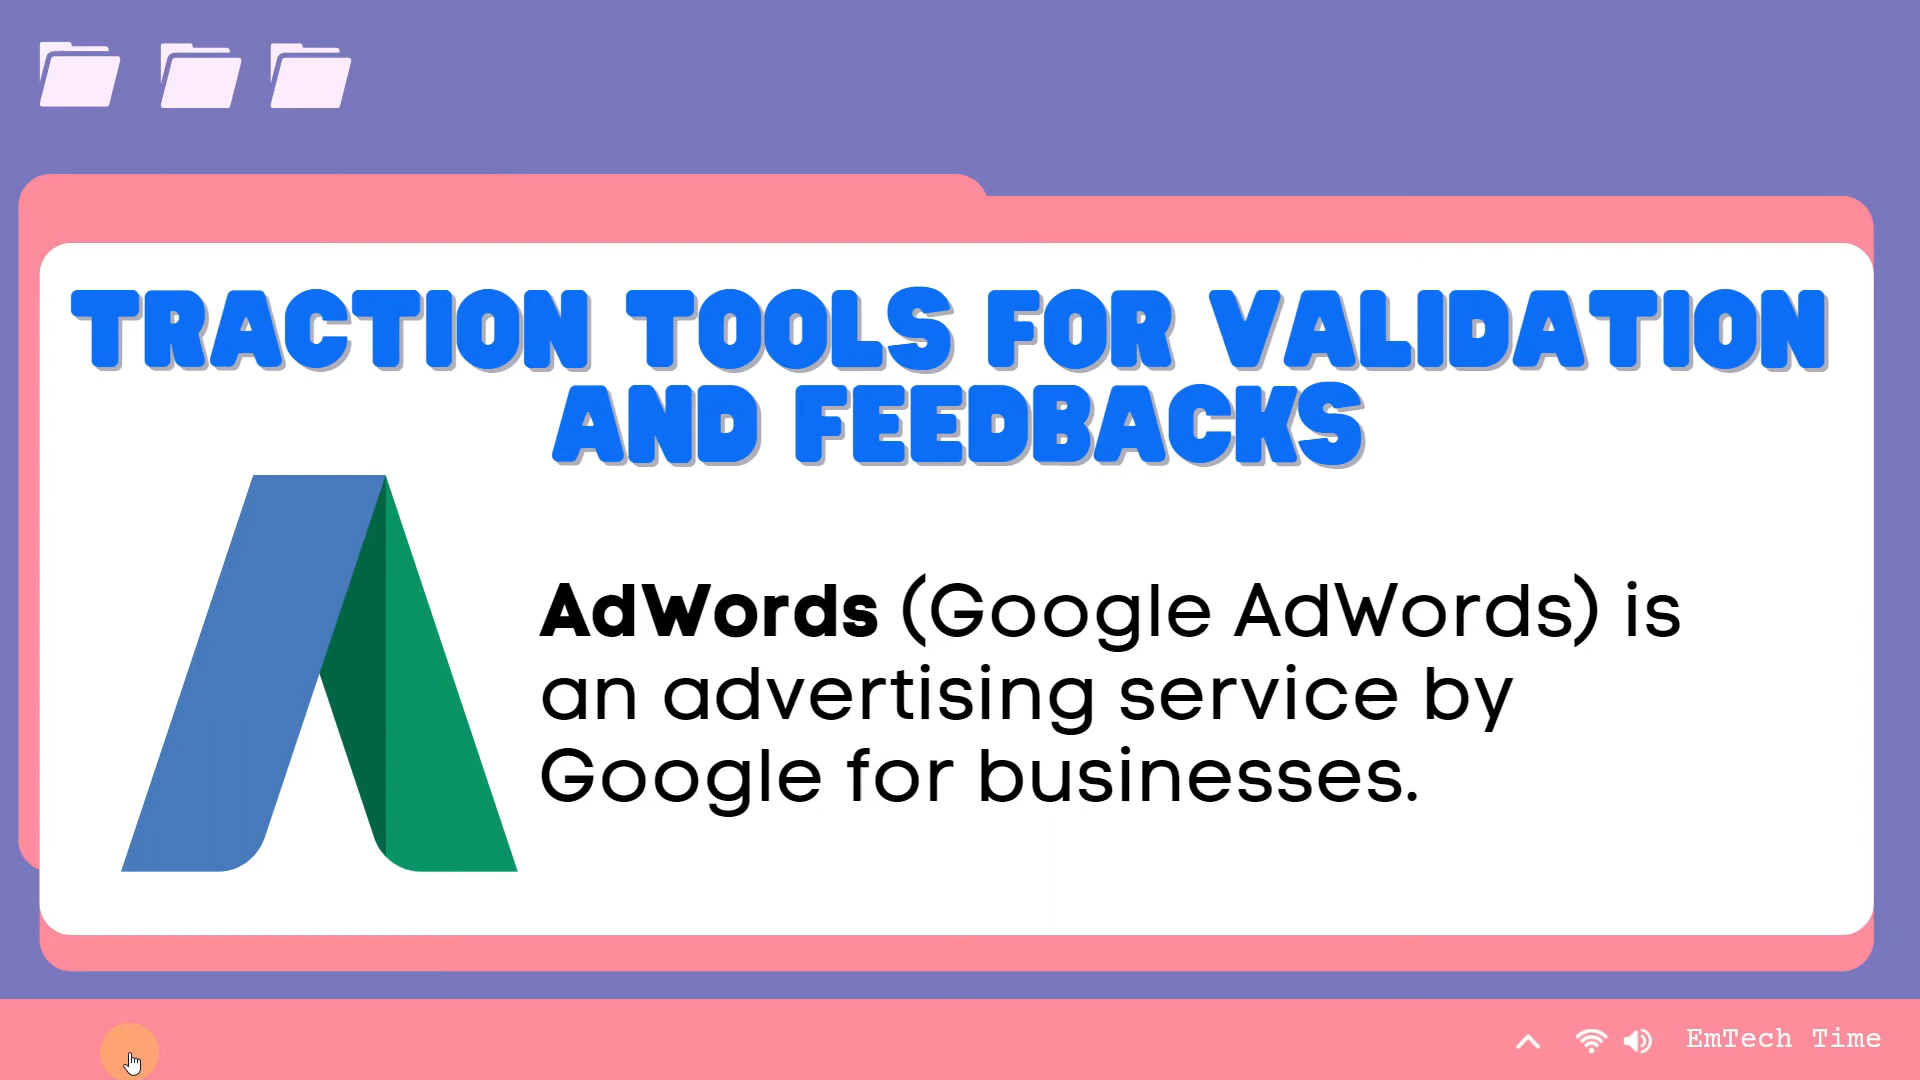 TRACTION TOOLS FOR VALIDATION
AND FEEDBACKS
AdWords (Google AdWords) is
an advertising service by
Google for businesses.
EmTech Time